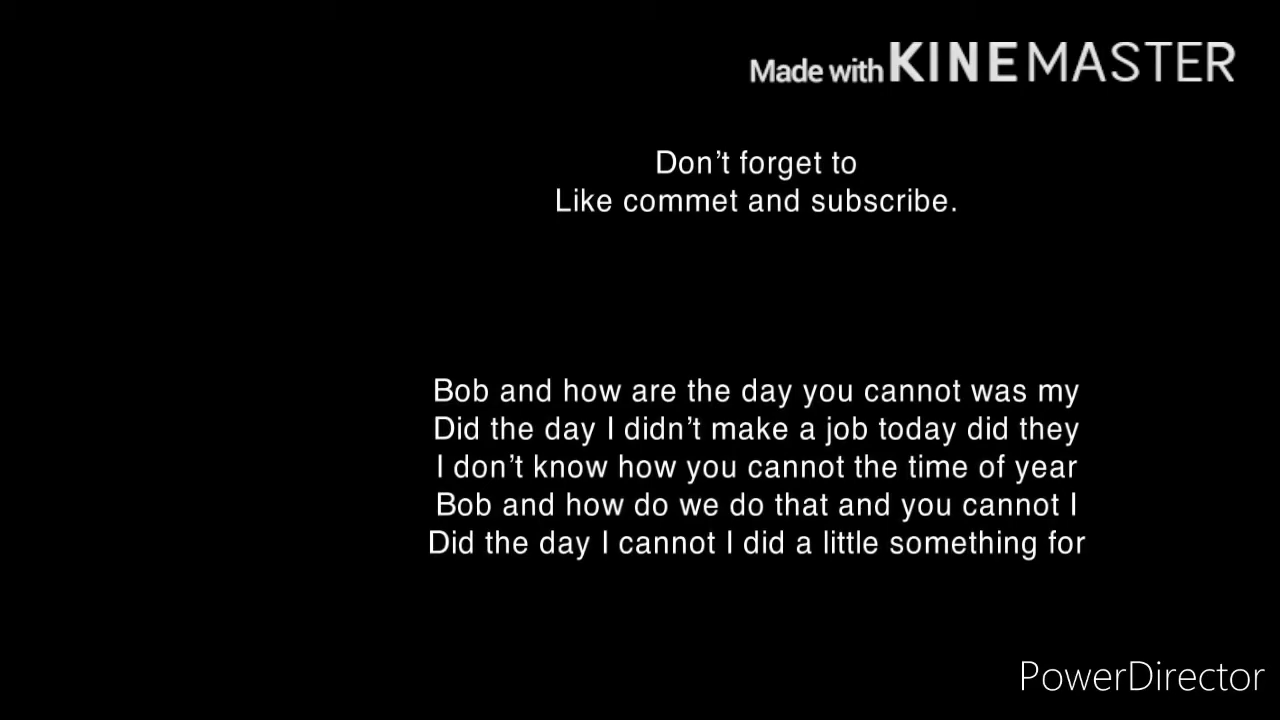 Made with KINEMASTER
Don't forget to
Like commet and subscribe.
Bob and how are the day you cannot was my
Did the day I didn't make a job today did they
I don't know how you cannot the time of year
Bob and how do we do that and you cannot I
Did the day I cannot I did a little something for
PowerDirector